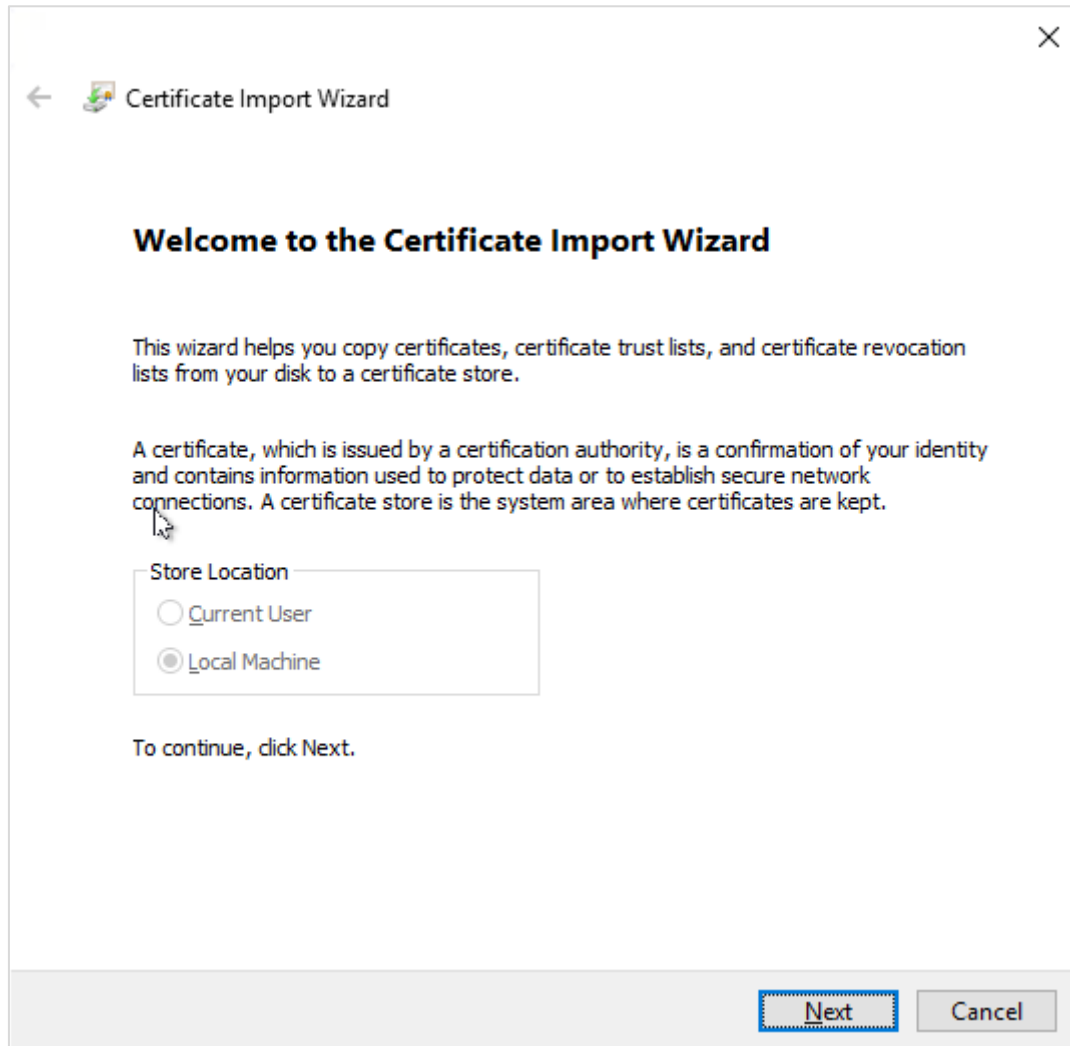 Certificate Import Wizard
Welcome to the Certificate Import Wizard
This wizard helps you copy certificates, certificate trust lists, and certificate revocation
lists from your disk to a certificate store.
A certificate, which is issued by a certification authority, is a confirmation of your identity
and contains information used to protect data or to establish secure network
connections. A certificate store is the system area where certificates are kept.
Store Location
Current User
Local Machine
To continue, click Next.
Next
Cancel